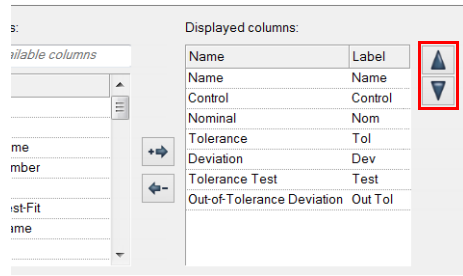 s:
Displayed columns:
ailable columns
Name Label
Name Name
Control Control
Nominal Nom
me
Tolerance Tol
mber
Deviation Dev
Tolerance Test Test
est-Fit
Out-of-Tolerance Deviation Out Tol
ame